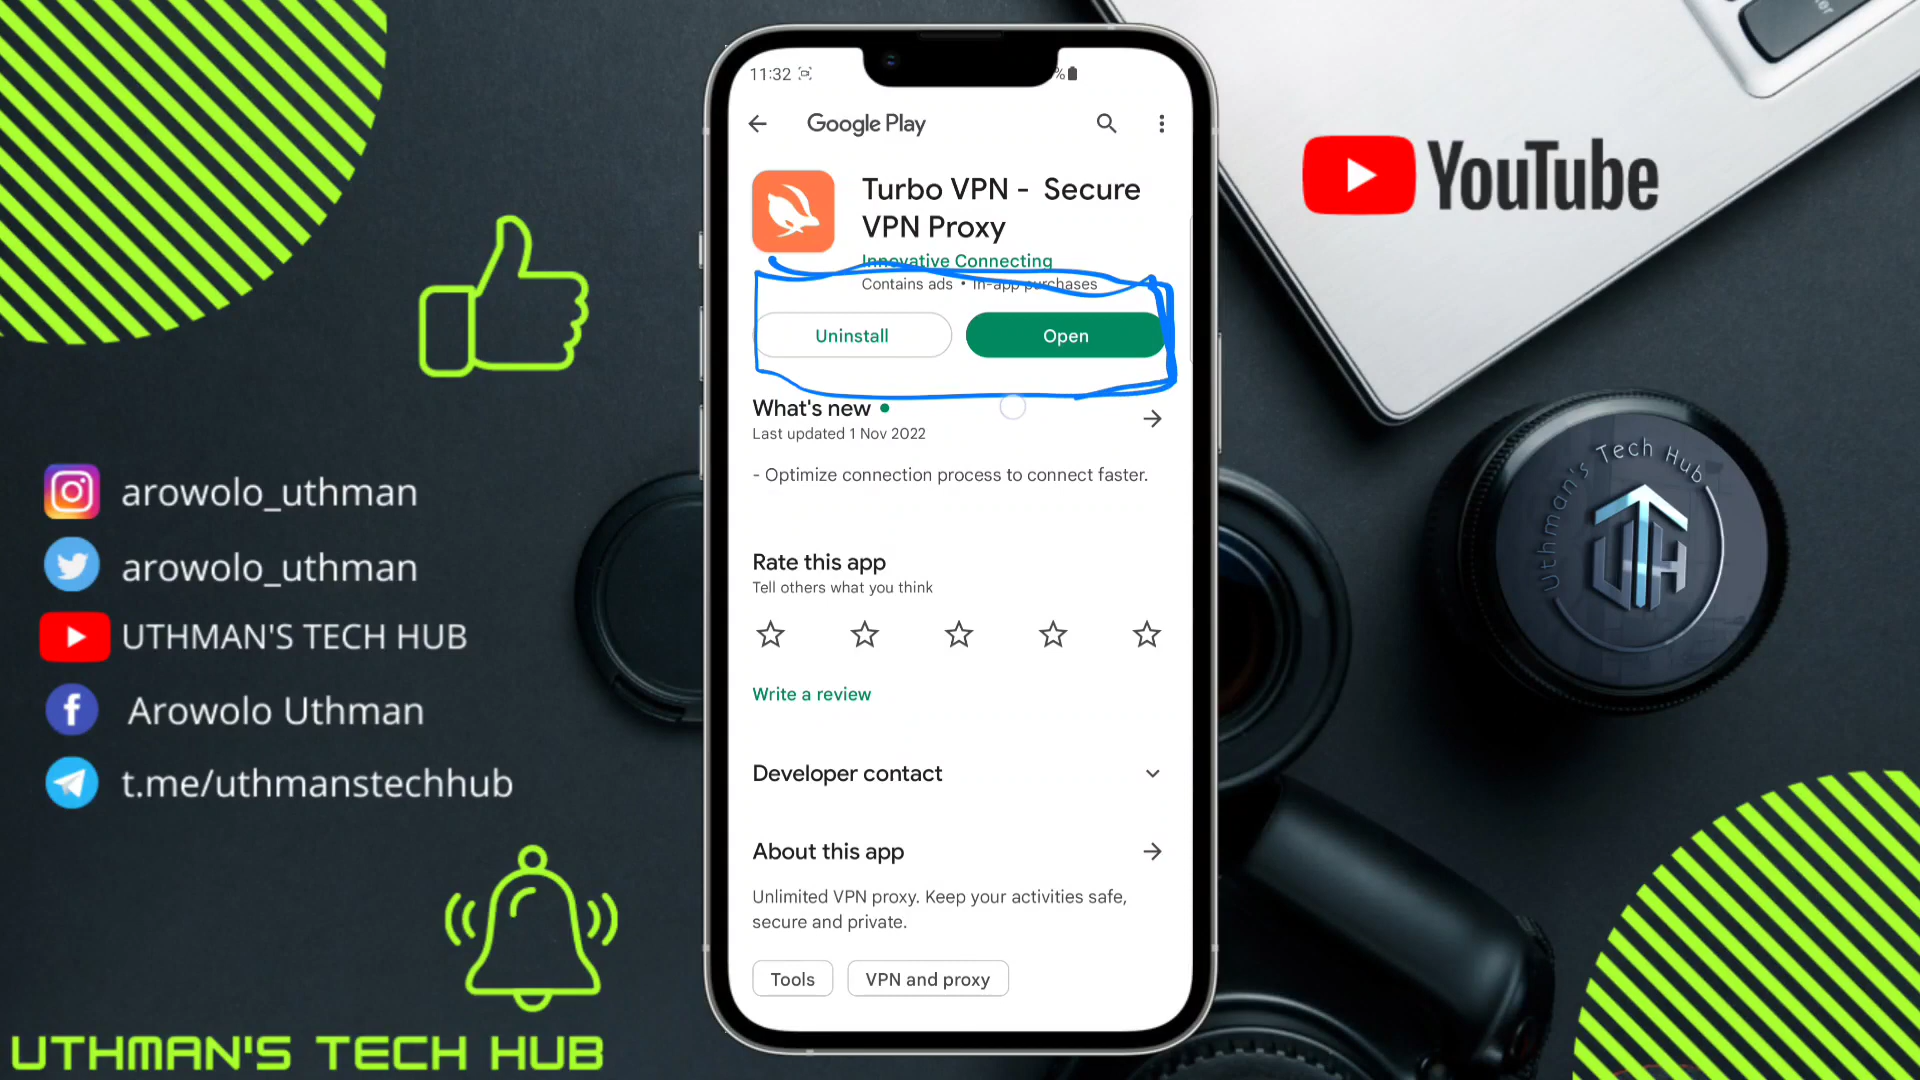 11:32
%
Google Play
Turbo VPN - Secure
VPN Proxy
Innovative Connecting
Contains ads • In-app purchases
Uninstall
Open
What's new
Last updated 1 Nov 2022
- Optimize connection process to connect faster.
Rate this app
Tell others what you think
Write a review
Developer contact
About this app
Unlimited VPN proxy. Keep your activities safe,
secure and private.
Tools
VPN and proxy
arowolo_uthman
arowolo_uthman
UTHMAN'S TECH HUB
Arowolo Uthman
t.me/uthmanstechhub
UTHMAN'S TECH HUB
YouTube
Uthman's Tech Hub
UTH